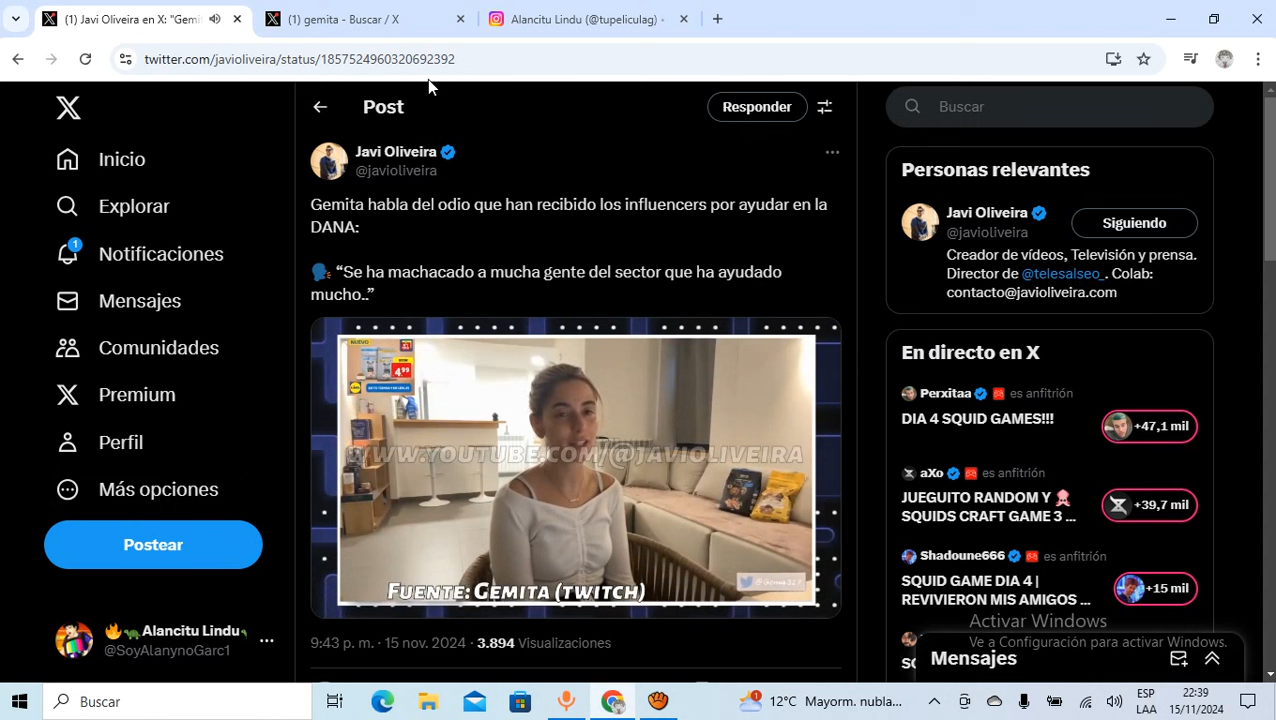 (1) Javi Oliveira en X: "Gemi
(1) gemita - Buscar / X
Alancitu Lindu (@tupeliculag) •
twitter.com/javioliveira/status/1857524960320692392
Post
Responder
Buscar
Inicio
Explorar
1
Notificaciones
Mensajes
Comunidades
Premium
Perfil
Más opciones
Postear
🔥🐢Alancitu Lindu
@SoyAlanynoGarc1
Javi Oliveira
@javioliveira
Gemita habla del odio que han recibido los influencers por ayudar en la
DANA:
🗣️ “Se ha machacado a mucha gente del sector que ha ayudado
mucho..”
NUEVO
4.99
WWW.YOUTUBE.COM/@JAVIOLIVEIRA
FUENTE: GEMITA (TWITCH)
9:43 p. m. · 15 nov. 2024 · 3.894 Visualizaciones
Personas relevantes
Javi Oliveira
@javioliveira
Siguiendo
Creador de vídeos, Televisión y prensa.
Director de @telesalseo_. Colab:
contacto@javioliveira.com
En directo en X
Perxitaa es anfitrión
DIA 4 SQUID GAMES!!!
+47,1 mil
aXo es anfitrión
JUEGUITO RANDOM Y
SQUIDS CRAFT GAME 3 ...
+39,7 mil
Shadoune666 es anfitrión
SQUID GAME DIA 4 |
REVIVIERON MIS AMIGOS ...
+15 mil
Activar Windows
Ve a Configuración para activar Windows.
Mensajes
Buscar
1
12°C Mayorm. nubla...
ESP
LAA
22:39
15/11/2024